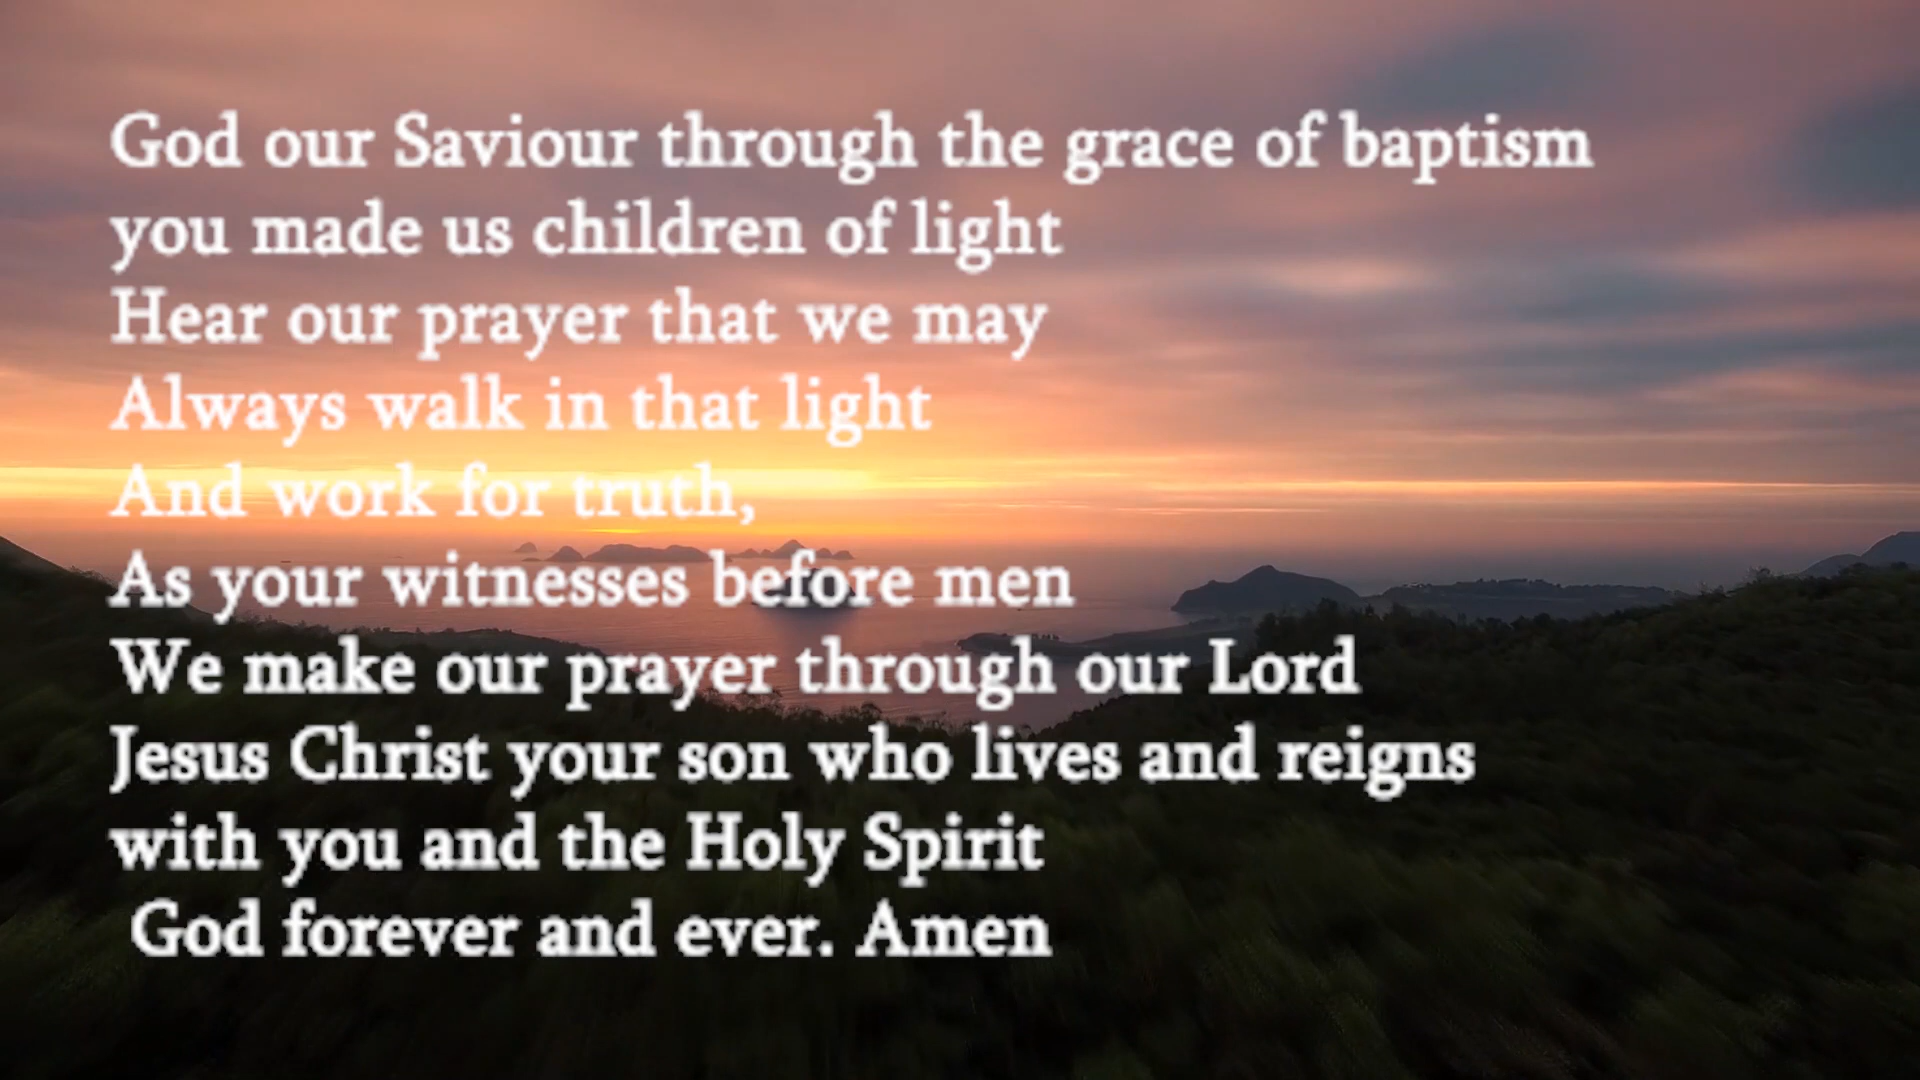 God our Saviour through the grace of baptism
you made us children of light
Hear our prayer that we may
Always walk in that light
And work for truth,
As your witnesses before men
We make our prayer through our Lord
Jesus Christ your son who lives and reigns
with you and the Holy Spirit
God forever and ever. Amen